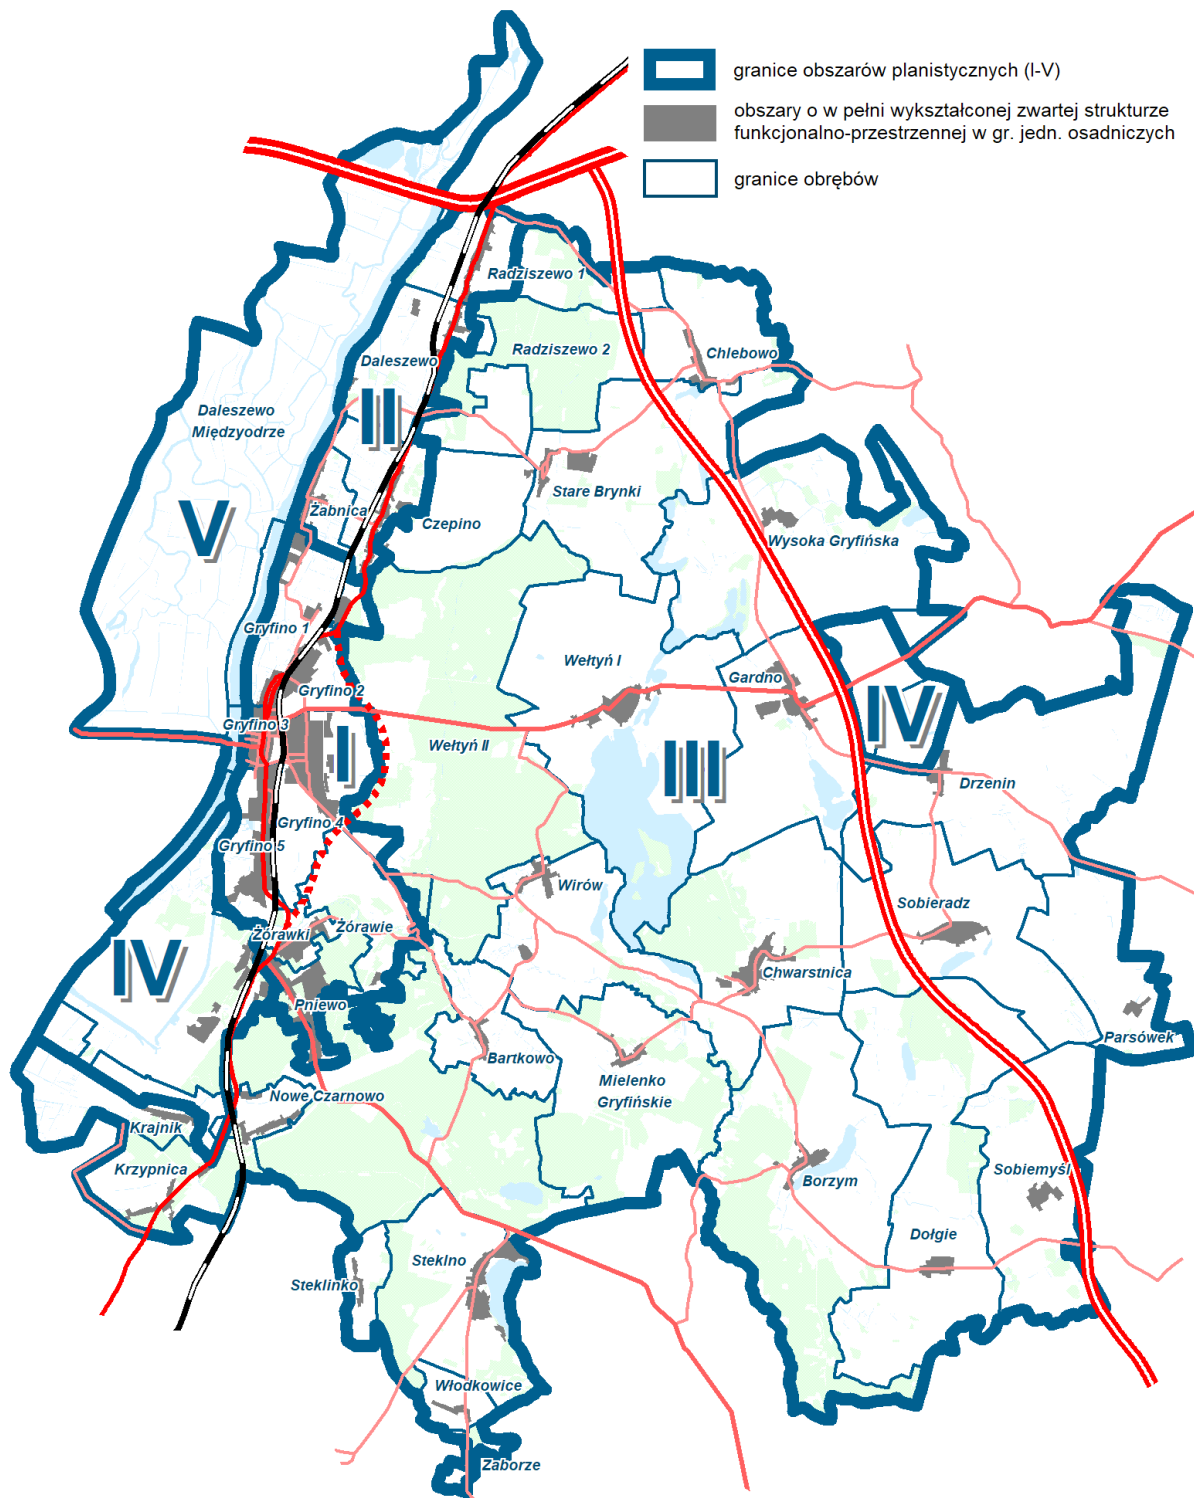 granice obszarów planistycznych (I-V)
obszary o w pełni wykształconej zwartej strukturze
funkcjonalno-przestrzennej w gr. jedn. osadniczych
granice obrębów
Radziszewo 1
Radziszewo 2
Chlebowo
Daleszewo
II
Daleszewo
Międzyodrze
Stare Brynki
V
Żabnica
Czepino
Wysoka Gryfińska
Gryfino 1
Wełtyń I
Gardno
Gryfino 2
IV
Gryfino 3
Wełtyń II
I
III
Drzenin
Gryfino 4
Gryfino 5
Wirów
Sobieradz
Żórawki
Żórawie
IV
Chwarstnica
Pniewo
Parsówek
Bartkowo
Mielenko
Gryfińskie
Nowe Czarnowo
Krajnik
Krzypnica
Sobiemyśl
Borzym
Dołgie
Steklno
Steklinko
Włodkowice
Zaborze